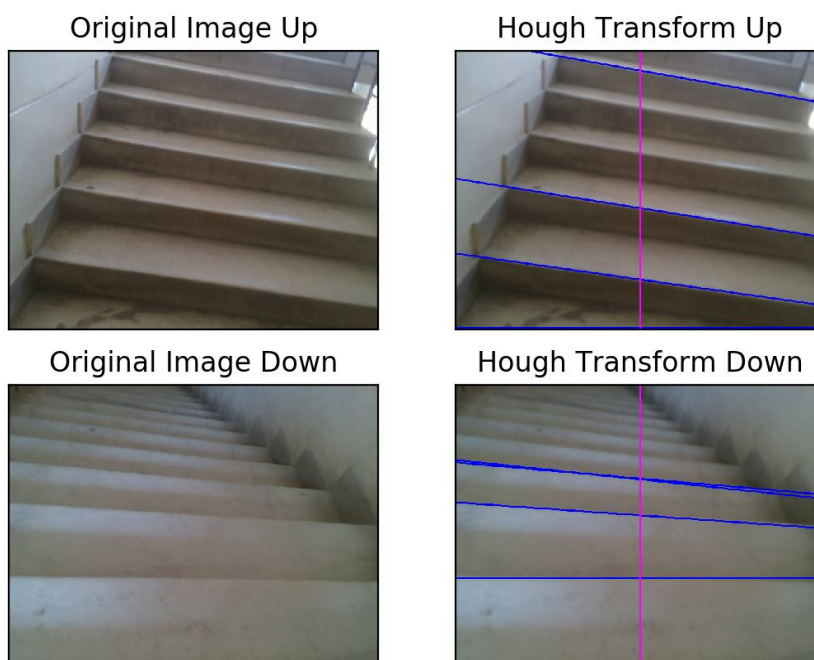 Original Image Up
Hough Transform Up
Original Image Down
Hough Transform Down